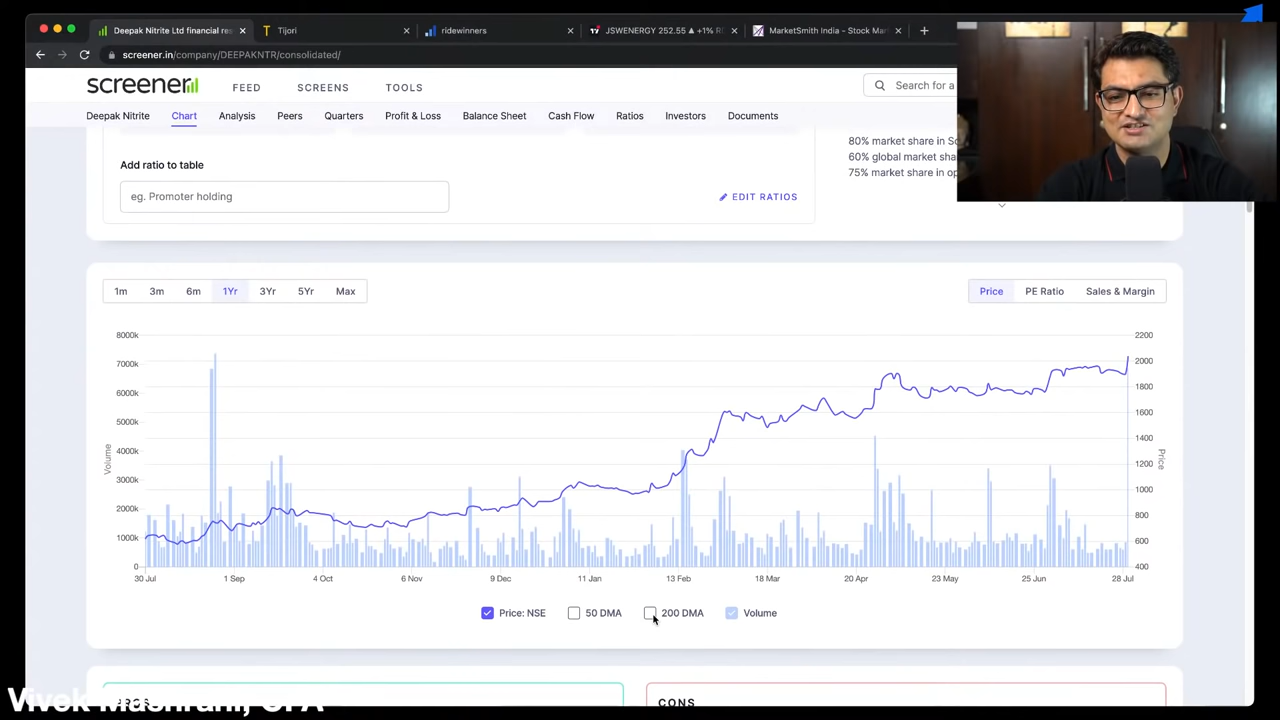 Deepak Nitrite Ltd financial re
Tijori
ridewinners
JSWENERGY 252.55 ▲ +1%
MarketSmith India - Stock Mar
screener.in/company/DEEPAKNTR/consolidated/
screener
FEED
SCREENS
TOOLS
Search for a
Deepak Nitrite
Chart
Analysis
Peers
Quarters
Profit & Loss
Balance Sheet
Cash Flow
Ratios
Investors
Documents
80% market share in
60% global market
75% market share in
Add ratio to table
eg. Promoter holding
EDIT RATIOS
1m 3m 6m 1Yr 3Yr 5Yr Max
Price PE Ratio Sales & Margin
8000k
7000k
6000k
5000k
4000k
3000k
2000k
1000k
0
Volume
2200
2000
1800
1600
1400
1200
1000
800
600
400
Price
30 Jul 1 Sep 4 Oct 6 Nov 9 Dec 11 Jan 13 Feb 18 Mar 20 Apr 23 May 25 Jun 28 Jul
Price: NSE 50 DMA 200 DMA Volume
CONS